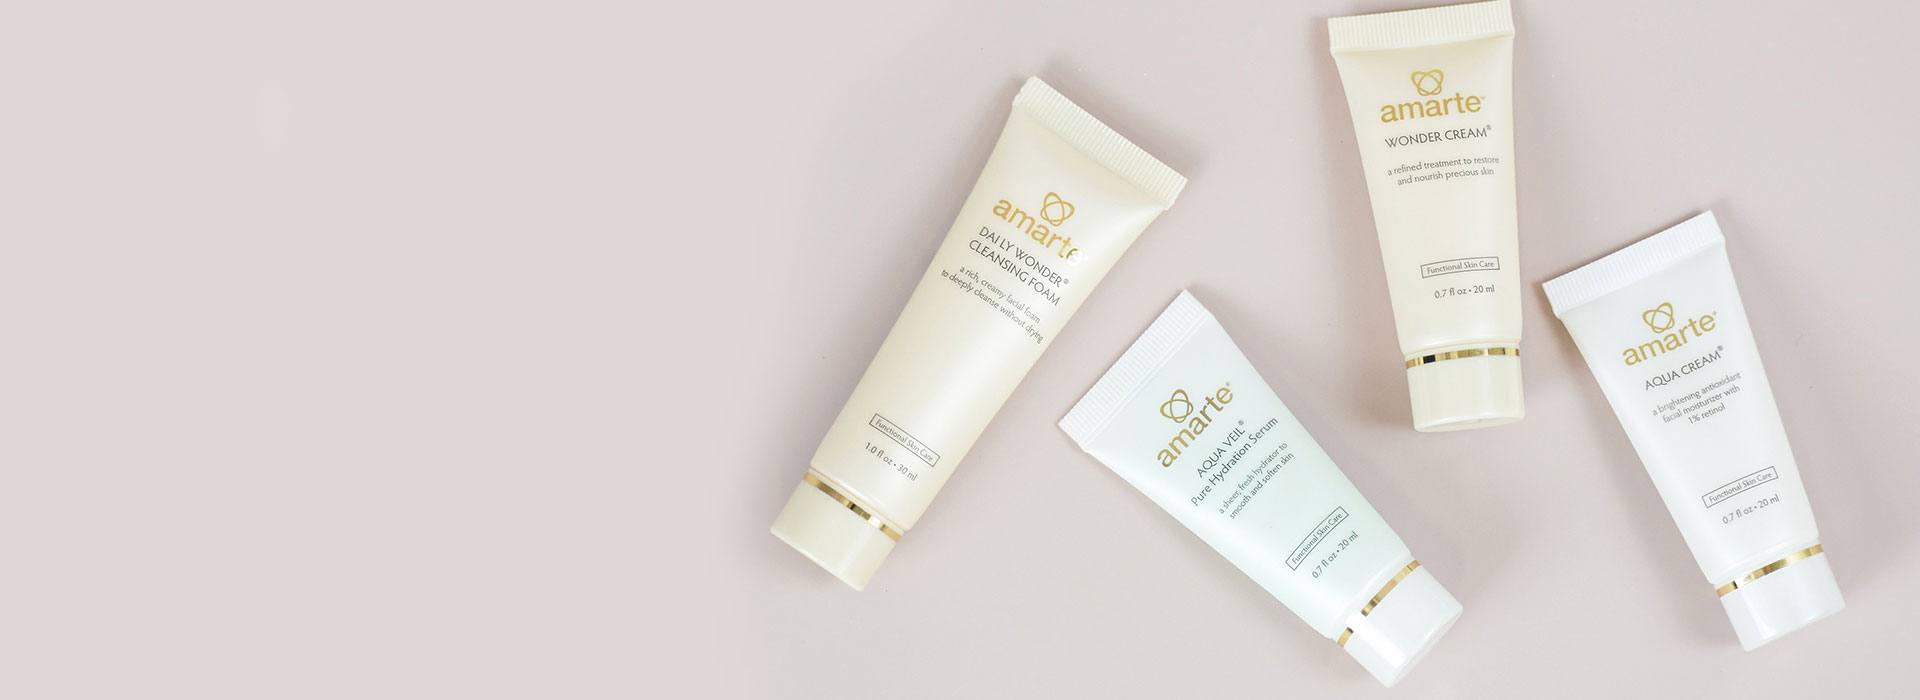 amarte®
DAILY WONDER®
CLEANSING FOAM
a rich, creamy facial foam
to deeply cleanse without drying
Functional Skin Care
1.0 fl oz • 30 ml
amarte®
AQUA VEIL®
Pure Hydration Serum
a sheer, fresh hydrator to
smooth and soften skin
Functional Skin Care
0.7 fl oz • 20 ml
amarte™
WONDER CREAM®
a refined treatment to restore
and nourish precious skin
Functional Skin Care
0.7 fl oz • 20 ml
amarte®
AQUA CREAM®
a brightening antioxidant
facial moisturizer with
1% retinol
Functional Skin Care
0.7 fl oz • 20 ml